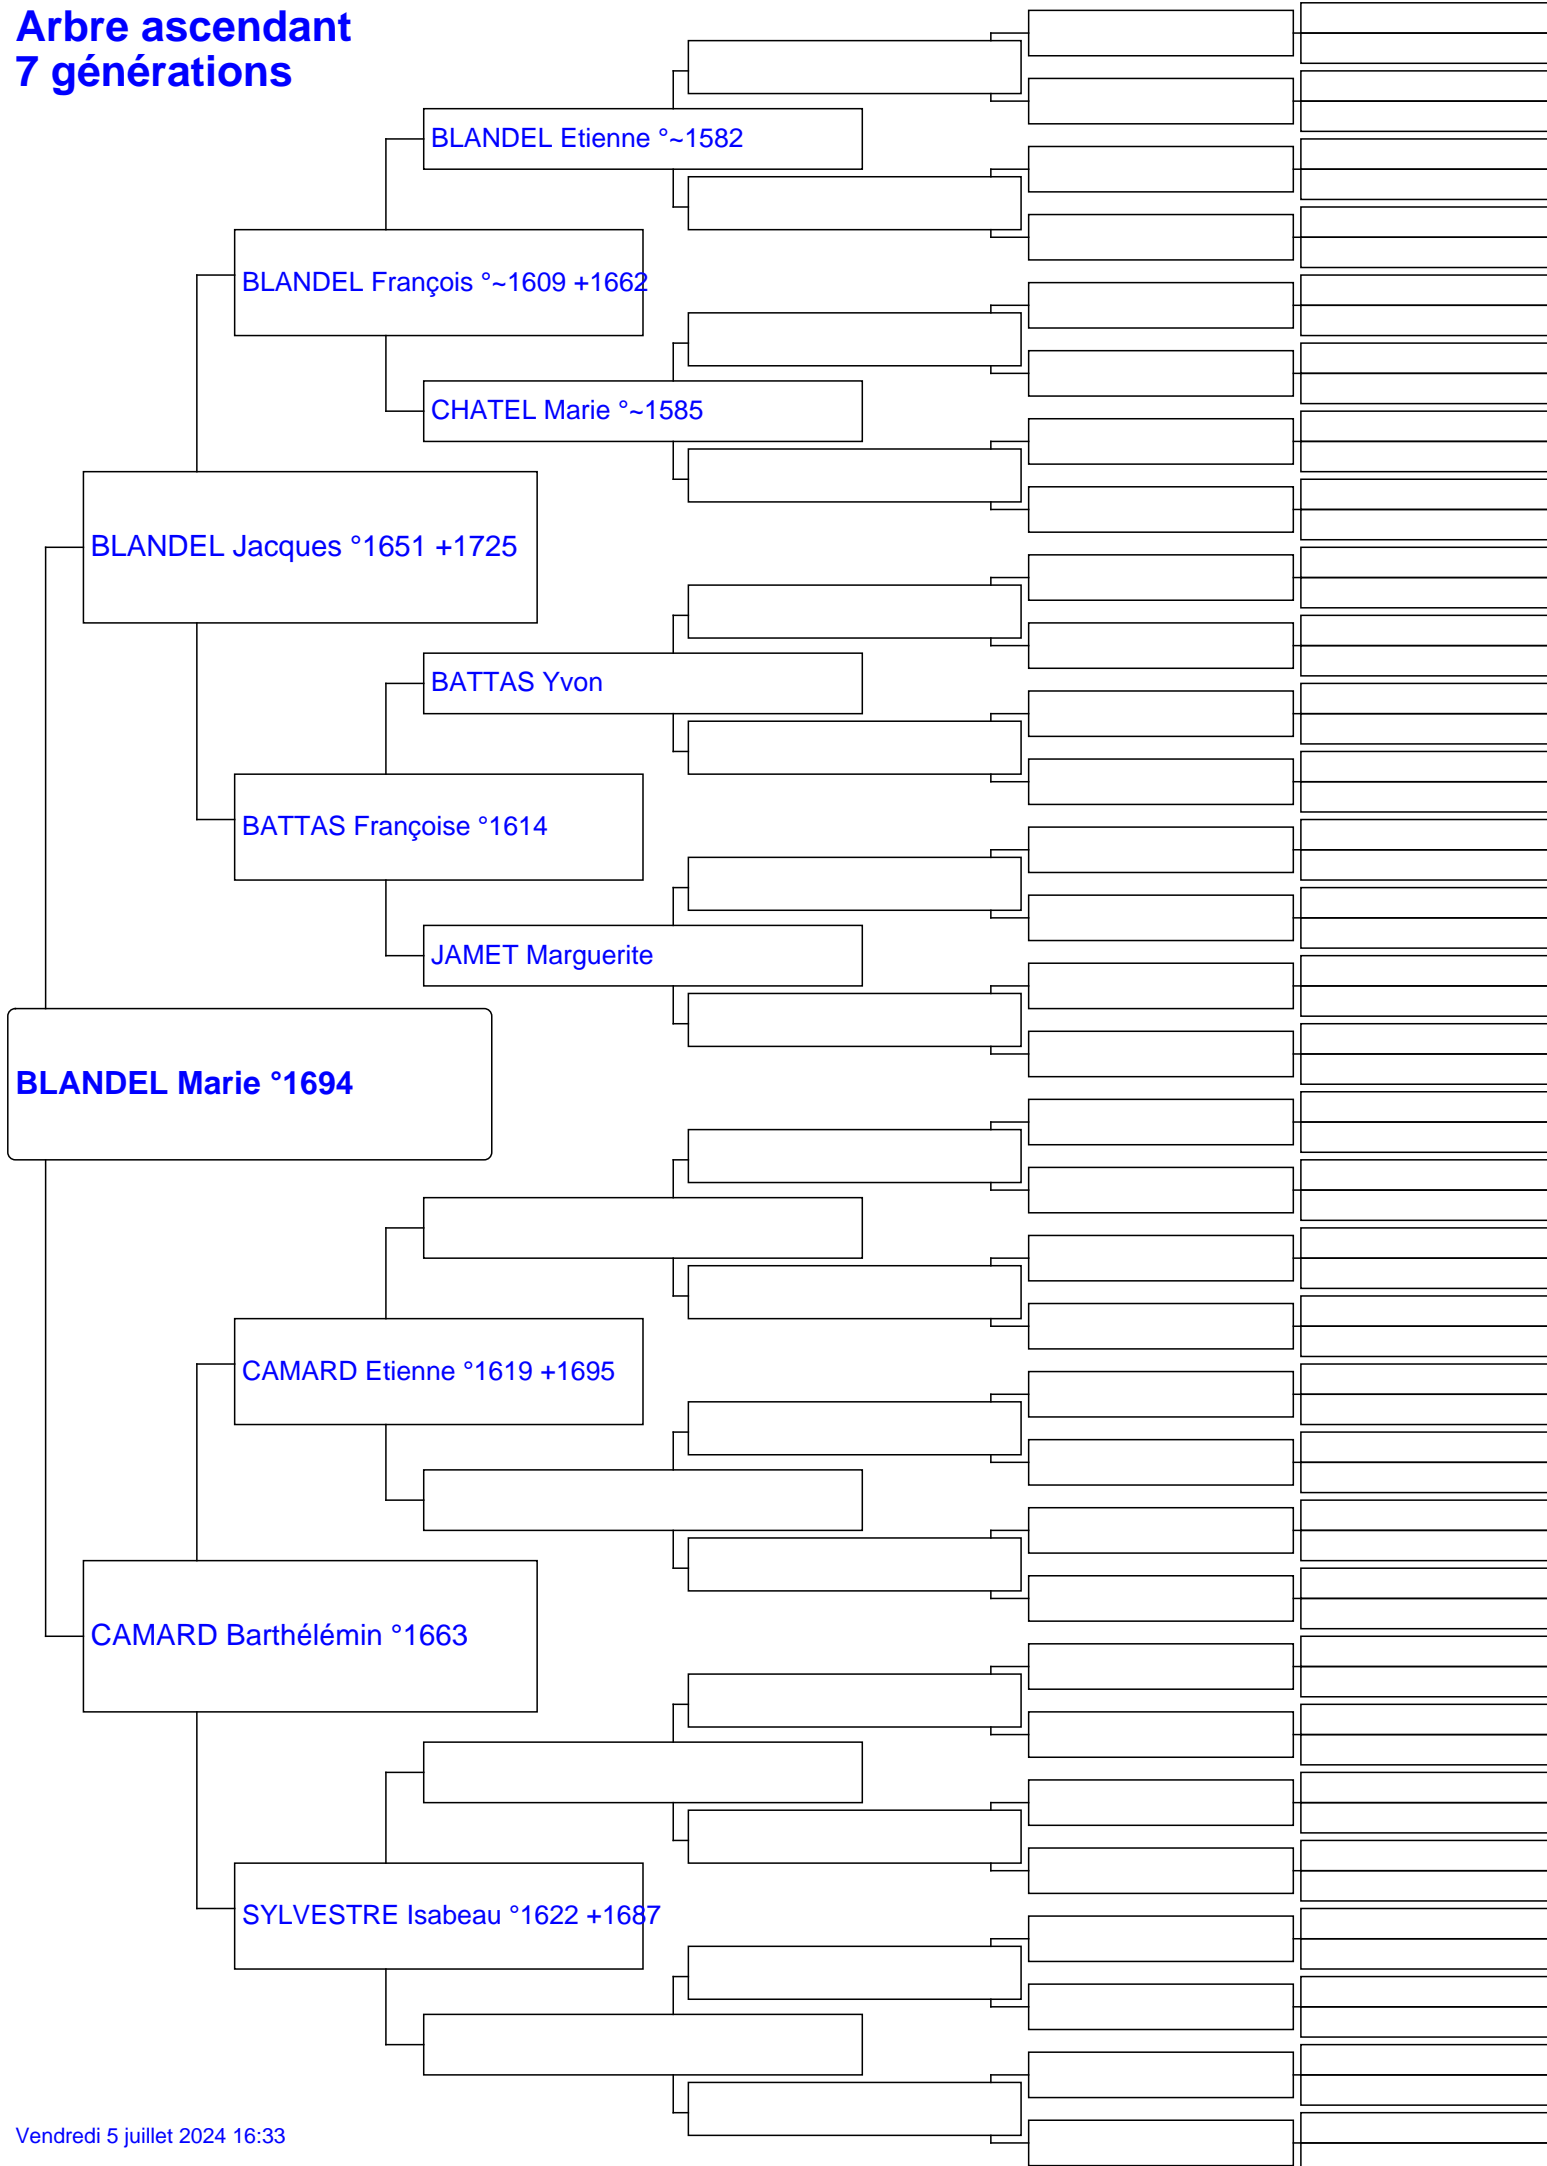 Arbre ascendant
7 générations
BLANDEL Etienne °~1582
BLANDEL François °~1609 +1662
CHATEL Marie °~1585
BLANDEL Jacques °1651 +1725
BATTAS Yvon
BATTAS Françoise °1614
JAMET Marguerite
BLANDEL Marie °1694
CAMARD Etienne °1619 +1695
CAMARD Barthélémin °1663
SYLVESTRE Isabeau °1622 +1687
Vendredi 5 juillet 2024 16:33